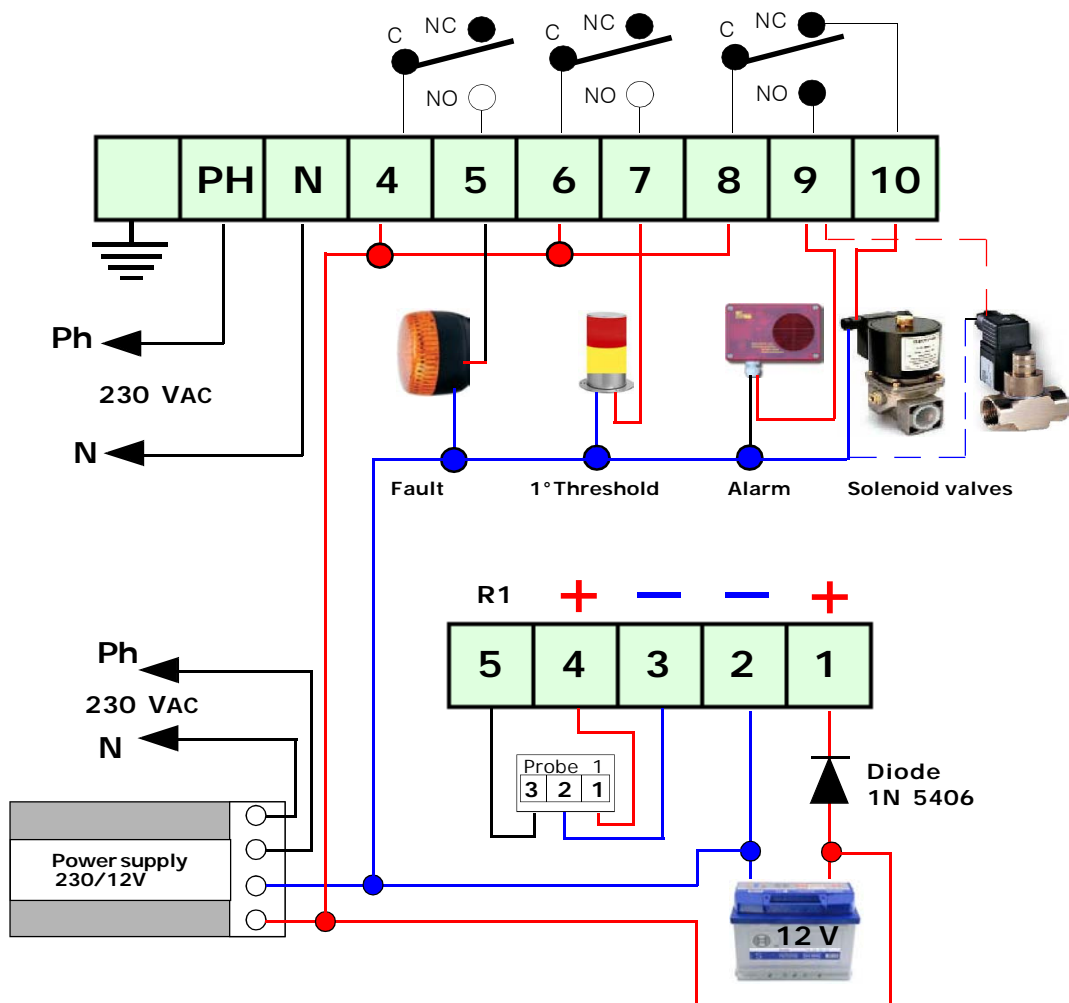 C NC C NC C NC
NO NO NO
PH N 4 5 6 7 8 9 10
Ph
230 VAC
N
Fault 1°Threshold Alarm Solenoid valves
R1 + — — +
5 4 3 2 1
Ph
230 VAC
N
Probe 1
3 2 1
Diode
1N 5406
Power supply
230/12V
12 V